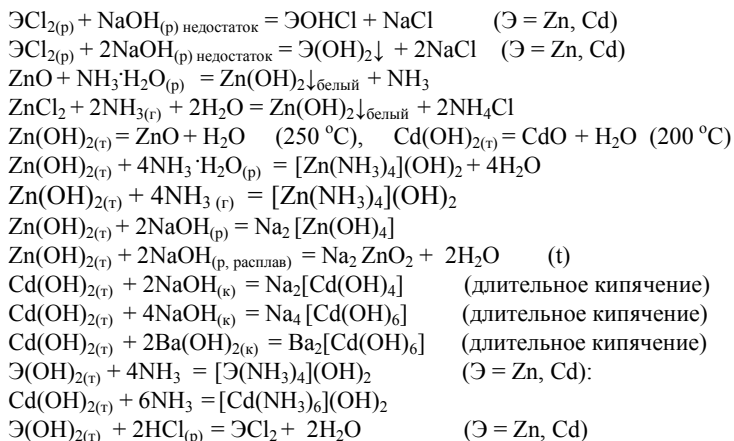 ЭCl₂₍ₚ₎ + NaOH₍ₚ₎ недостаток = ЭOHCl + NaCl (Э = Zn, Cd)
ЭCl₂₍ₚ₎ + 2NaOH₍ₚ₎ недостаток = Э(OH)₂↓ + 2NaCl (Э = Zn, Cd)
ZnO + NH₃·H₂O₍ₚ₎ = Zn(OH)₂↓белый + NH₃
ZnCl₂ + 2NH₃(г) + 2H₂O = Zn(OH)₂↓белый + 2NH₄Cl
Zn(OH)₂(т) = ZnO + H₂O (250 °C), Cd(OH)₂(т) = CdO + H₂O (200 °C)
Zn(OH)₂(т) + 4NH₃·H₂O(р) = [Zn(NH₃)₄](OH)₂ + 4H₂O
Zn(OH)₂(т) + 4NH₃ (г) = [Zn(NH₃)₄](OH)₂
Zn(OH)₂(т) + 2NaOH(р) = Na₂ [Zn(OH)₄]
Zn(OH)₂(т) + 2NaOH(р, расплав) = Na₂ ZnO₂ + 2H₂O (t)
Cd(OH)₂(т) + 2NaOH(к) = Na₂[Cd(OH)₄] (длительное кипячение)
Cd(OH)₂(т) + 4NaOH(к) = Na₄ [Cd(OH)₆] (длительное кипячение)
Cd(OH)₂(т) + 2Ba(OH)₂(к) = Ba₂[Cd(OH)₆] (длительное кипячение)
Э(OH)₂(т) + 4NH₃ = [Э(NH₃)₄](OH)₂ (Э = Zn, Cd):
Cd(OH)₂(т) + 6NH₃ = [Cd(NH₃)₆](OH)₂
Э(OH)₂(т) + 2HCl(р) = ЭCl₂ + 2H₂O (Э = Zn, Cd)